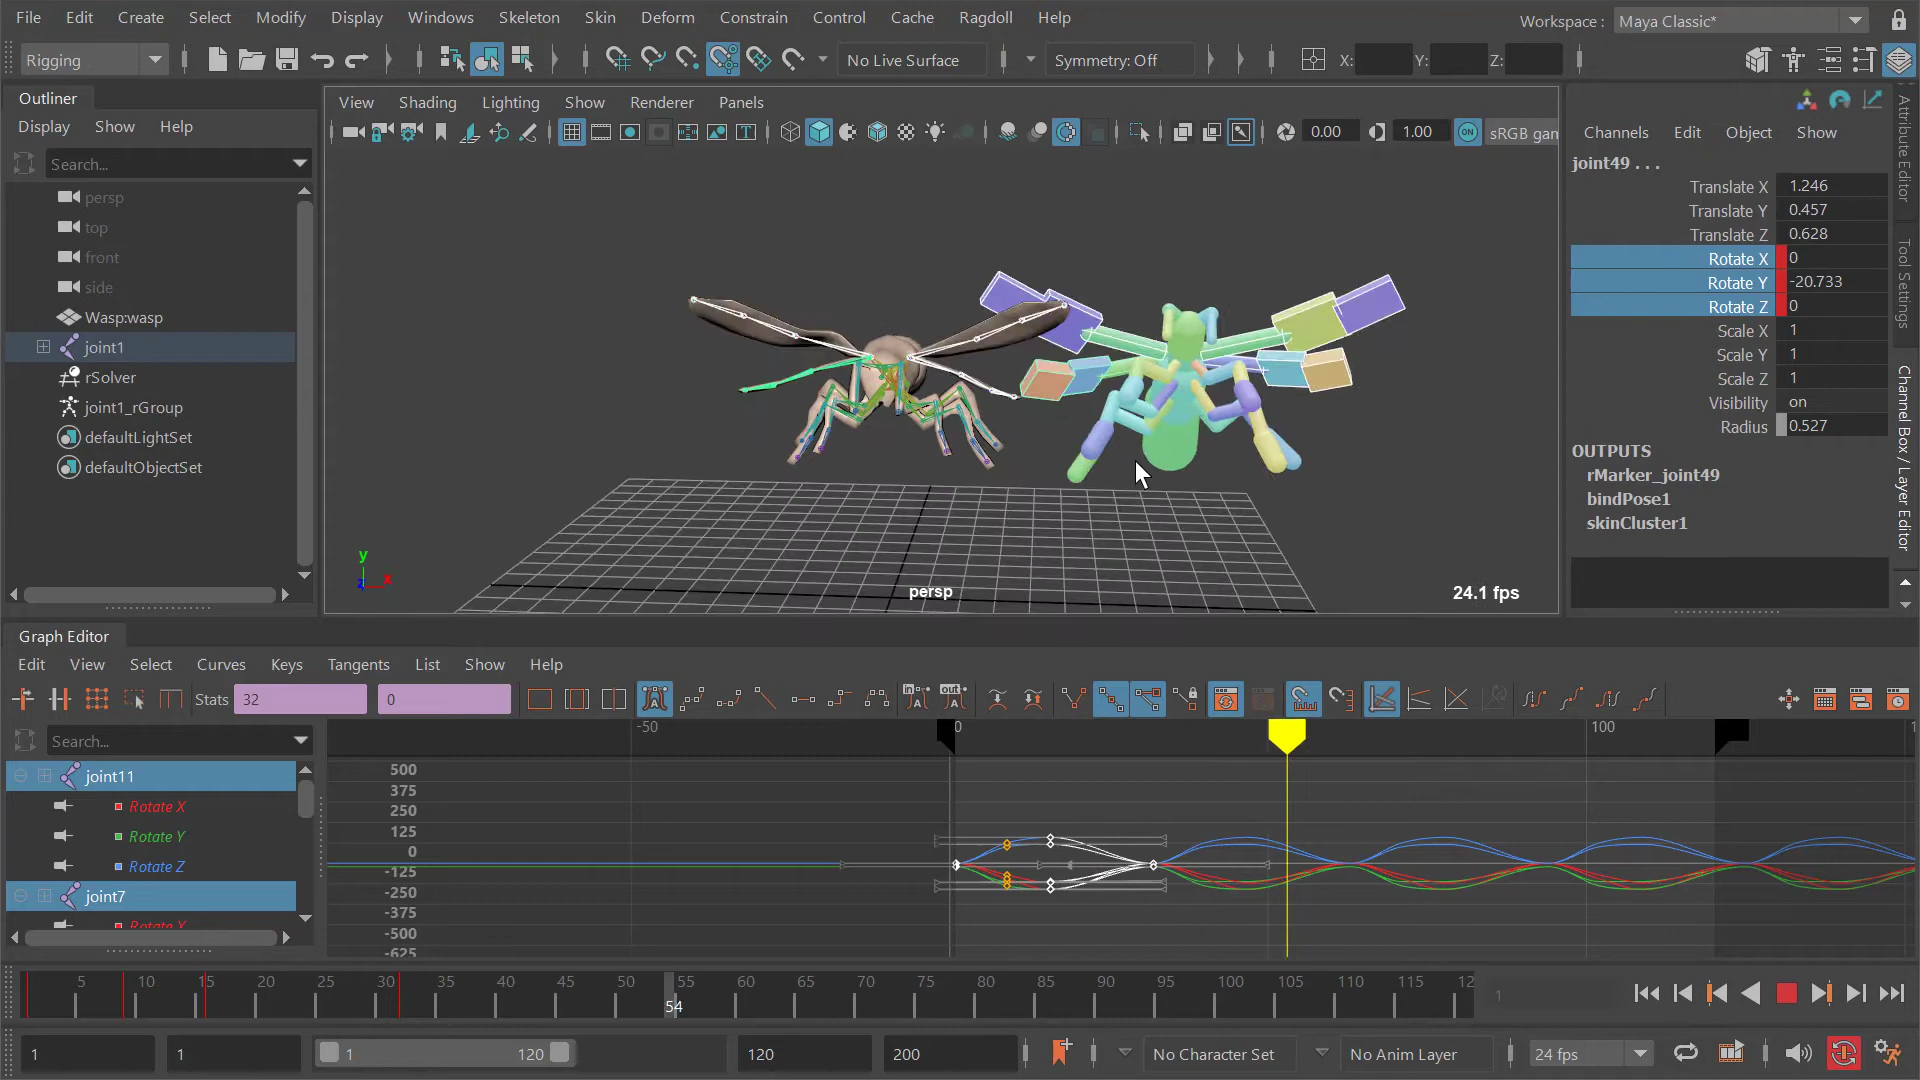 File Edit Create Select Modify Display Windows Skeleton Skin Deform Constrain Control Cache Ragdoll Help
Workspace : Maya Classic*
Rigging
No Live Surface
Symmetry: Off
X:
Y:
Z:
Outliner
Display Show Help
Search...
persp
top
front
side
Wasp:wasp
joint1
rSolver
joint1_rGroup
defaultLightSet
defaultObjectSet
View Shading Lighting Show Renderer Panels
0.00
1.00
ON
sRGB gam
y
x
z
persp
24.1 fps
Channels Edit Object Show
joint49 . . .
Translate X 1.246
Translate Y 0.457
Translate Z 0.628
Rotate X 0
Rotate Y -20.733
Rotate Z 0
Scale X 1
Scale Y 1
Scale Z 1
Visibility on
Radius 0.527
OUTPUTS
rMarker_joint49
bindPose1
skinCluster1
Attribute Editor
Tool Settings
Channel Box / Layer Editor
Graph Editor
Edit View Select Curves Keys Tangents List Show Help
Stats 32 0
in
out
Search...
joint11
Rotate X
Rotate Y
Rotate Z
joint7
Rotate X
-50 0 100 1
500
375
250
125
0
-125
-250
-375
-500
-625
5 10 15 20 25 30 35 40 45 50 55 60 65 70 75 80 85 90 95 100 105 110 115 12
54
1
1 1 1 120 120 200
No Character Set
No Anim Layer
24 fps